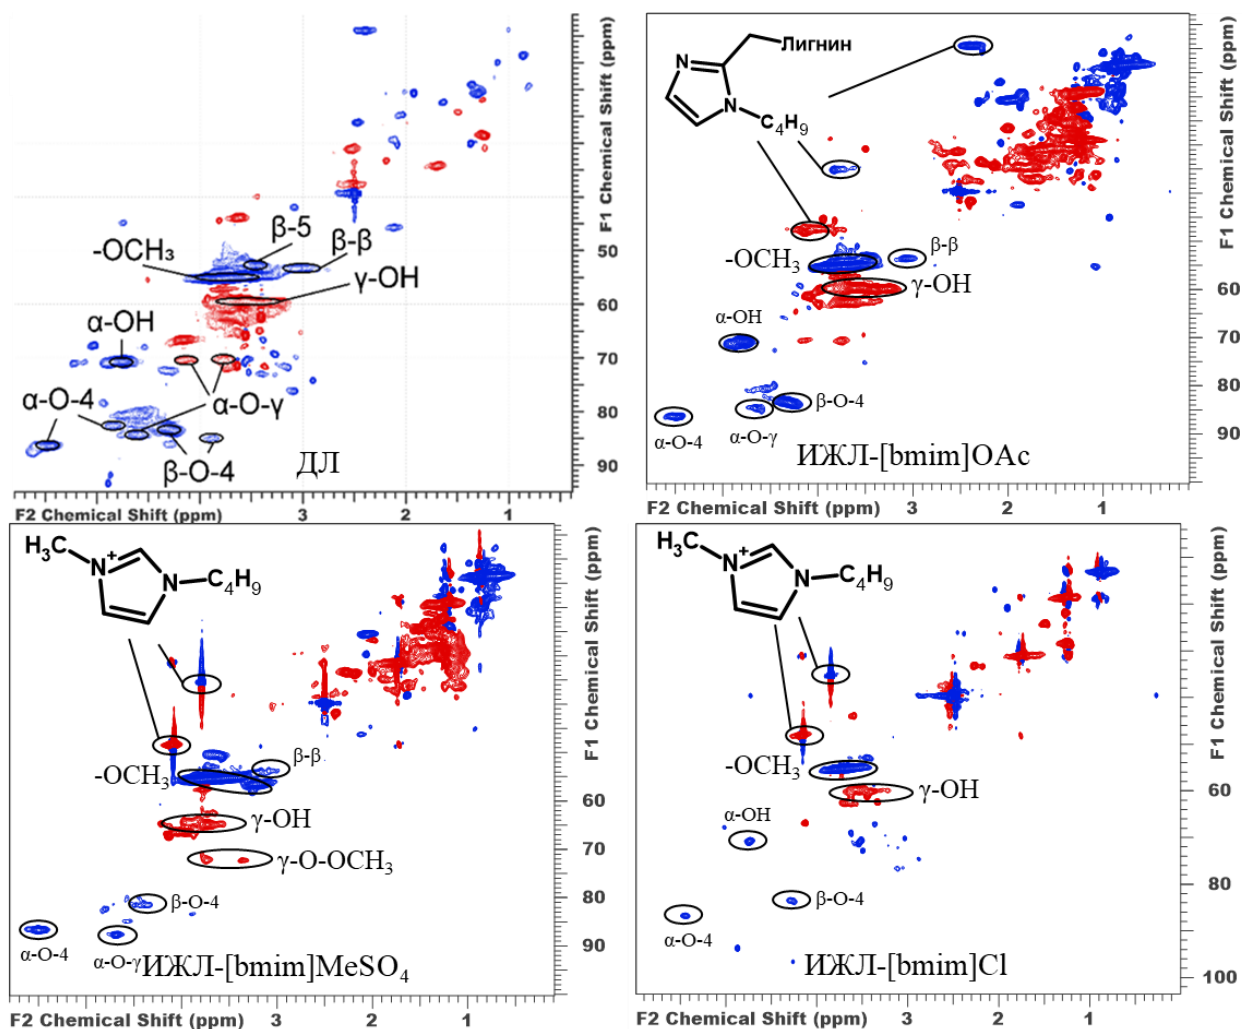 β-5
β-β
-OCH₃
γ-OH
α-OH
α-O-4
α-O-γ
β-O-4
ДЛ
50
60
70
80
90
F1 Chemical Shift (ppm)
F2 Chemical Shift (ppm)
3
2
1
N
Лигнин
N
C₄H₉
β-β
-OCH₃
γ-OH
α-OH
β-O-4
α-O-4
α-O-γ
ИЖЛ-[bmim]OAc
60
70
80
90
F1 Chemical Shift (ppm)
F2 Chemical Shift (ppm)
3
2
1
H₃C
N⁺
N
C₄H₉
β-β
-OCH₃
γ-OH
γ-O-OCH₃
β-O-4
α-O-4
α-O-γ
ИЖЛ-[bmim]MeSO₄
60
70
80
90
F1 Chemical Shift (ppm)
F2 Chemical Shift (ppm)
3
2
1
H₃C
N⁺
N
C₄H₉
-OCH₃
γ-OH
α-OH
β-O-4
α-O-4
ИЖЛ-[bmim]Cl
60
80
100
F1 Chemical Shift (ppm)
F2 Chemical Shift (ppm)
3
2
1